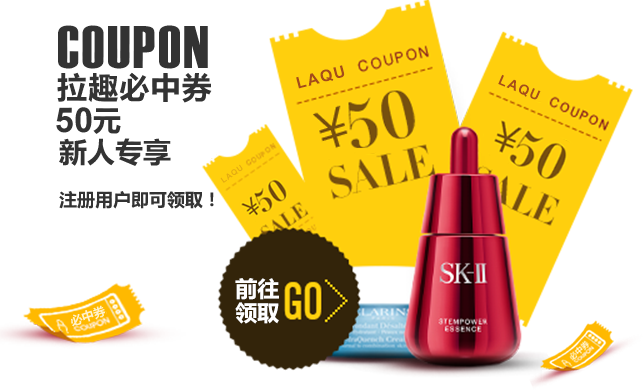 COUPON
拉趣必中券
50元
新人专享
注册用户即可领取！
LAQU COUPON
¥50
SALE
LAQU COUPON
¥50
SALE
LAQU COUPON
¥50
SALE
前往
领取
GO
SK-II
STEMPOWER
ESSENCE
CLARINS
必中券
COUPON
必中券